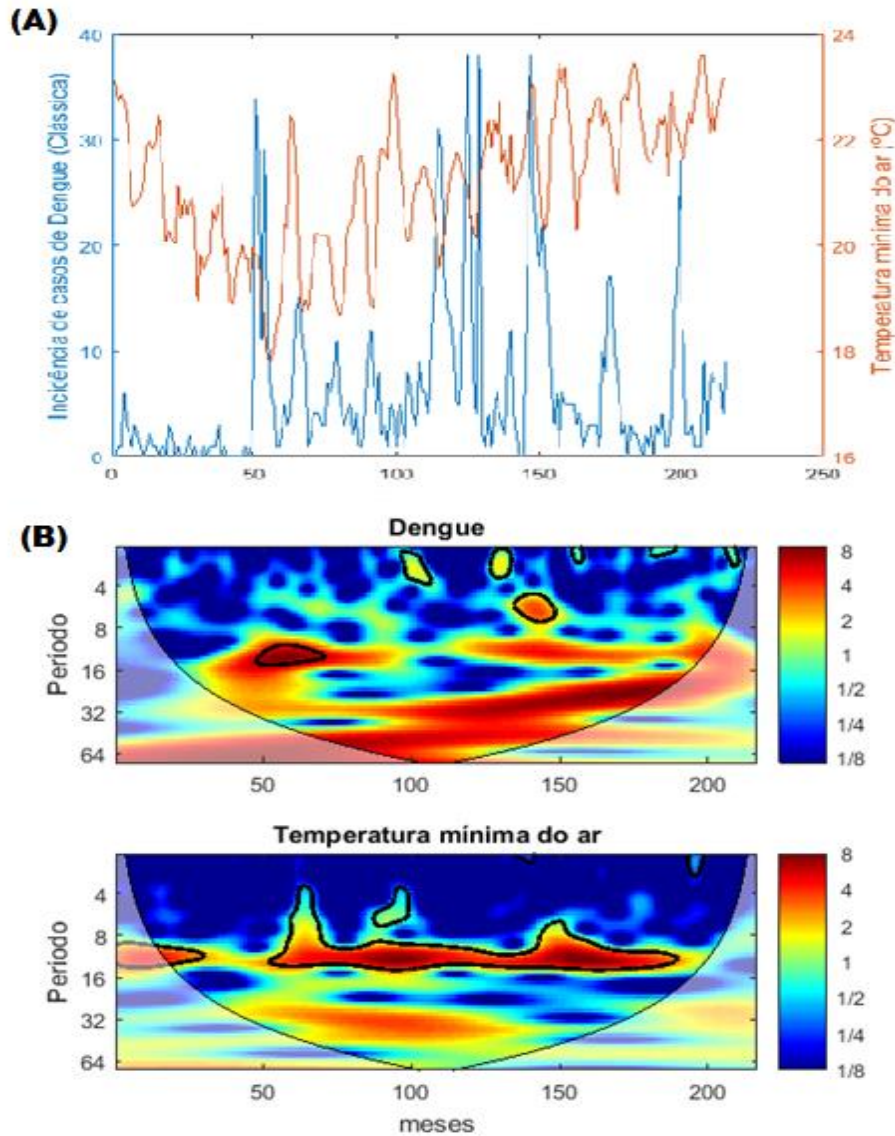 (A)
Incidência de casos de Dengue (Clássica)
40
30
20
10
0
24
22
20
18
16
Temperatura mínima do ar (ºC)
0 50 100 150 200 250
(B)
Dengue
Período
4
8
16
32
64
50 100 150 200
8
4
2
1
1/2
1/4
1/8
Temperatura mínima do ar
Período
4
8
16
32
64
50 100 150 200
meses
8
4
2
1
1/2
1/4
1/8